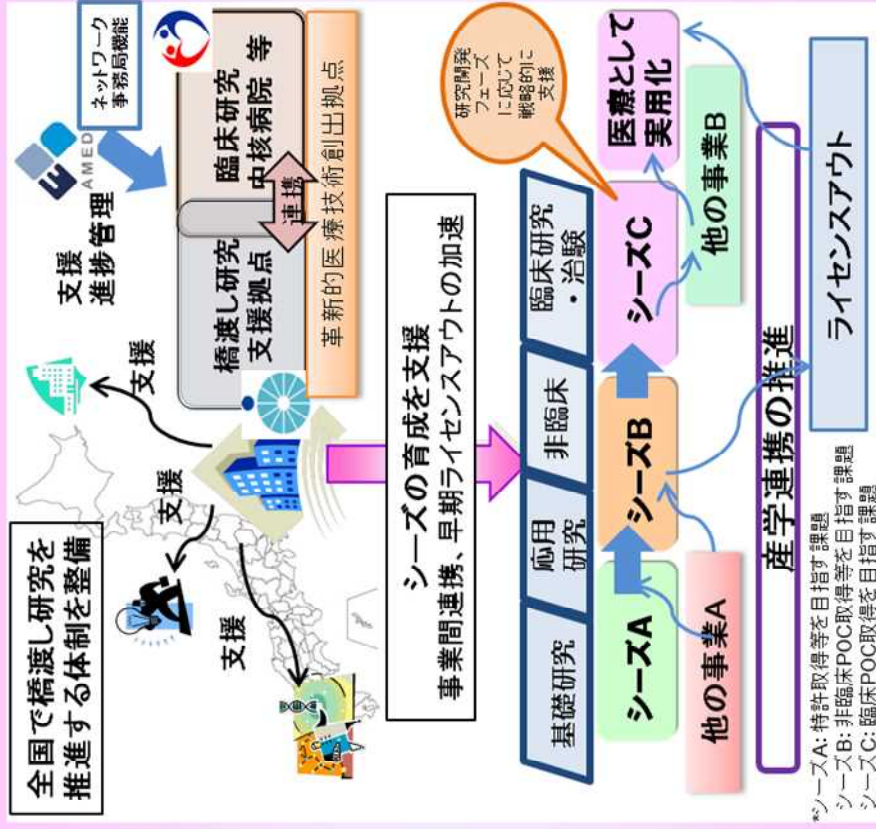 全国で橋渡し研究を
推進する体制を整備
支援
支援
支援
支援
進捗管理
AMED
ネットワーク
事務局機能
橋渡し研究
支援拠点
連携
臨床研究
中核病院 等
革新的医療技術創出拠点
シーズの育成を支援
事業間連携、早期ライセンスアウトの加速
研究開発
フェーズ
に応じて
戦略的に
支援
基礎研究
応用
研究
非臨床
臨床研究
・治験
シーズA
シーズB
シーズC
医療として
実用化
他の事業A
他の事業B
産学連携の推進
ライセンスアウト
*シーズA: 特許取得等を目指す課題
シーズB: 非臨床POC取得等を目指す課題
シーズC: 臨床POC取得を目指す課題